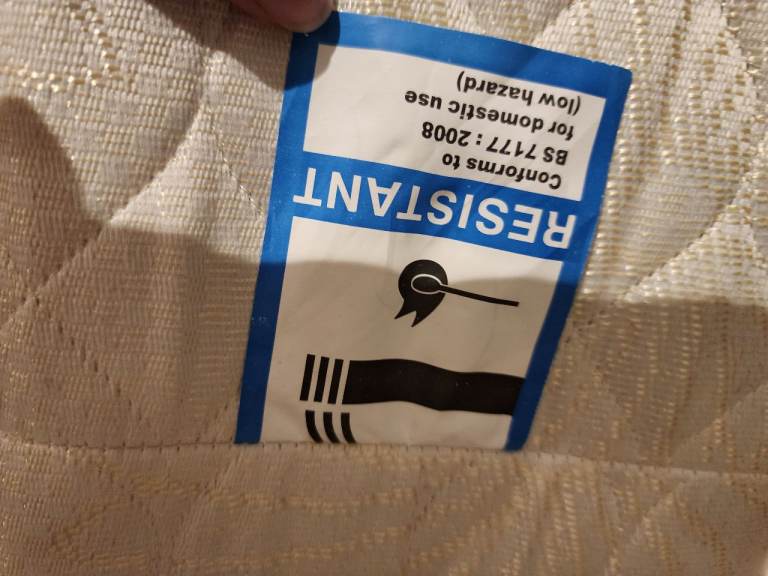 RESISTANT
Conforms to
BS 7177 : 2008
for domestic use
(low hazard)